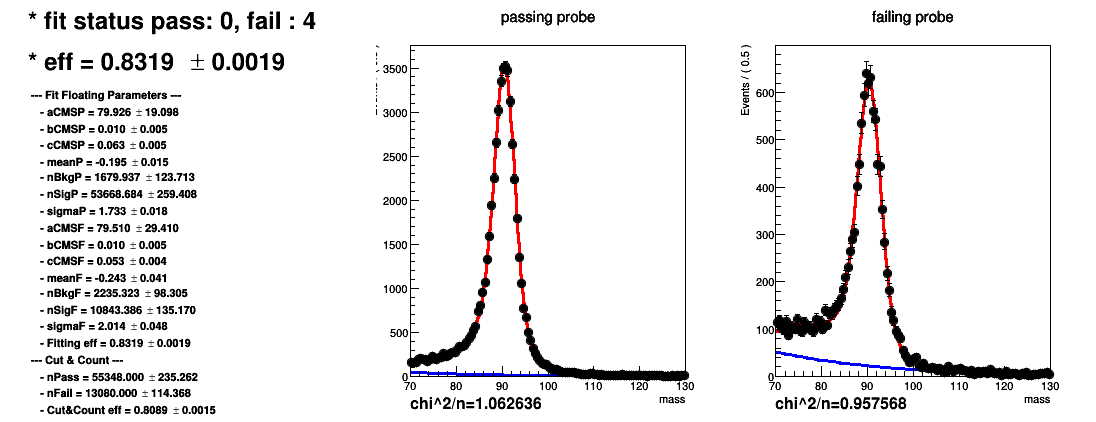 * fit status pass: 0, fail : 4
* eff = 0.8319 ± 0.0019
--- Fit Floating Parameters ---
- aCMSP = 79.926 ± 19.098
- bCMSP = 0.010 ± 0.005
- cCMSP = 0.063 ± 0.005
- meanP = -0.195 ± 0.015
- nBkgP = 1679.937 ± 123.713
- nSigP = 53668.684 ± 259.408
- sigmaP = 1.733 ± 0.018
- aCMSF = 79.510 ± 29.410
- bCMSF = 0.010 ± 0.005
- cCMSF = 0.053 ± 0.004
- meanF = -0.243 ± 0.041
- nBkgF = 2235.323 ± 98.305
- nSigF = 10843.386 ± 135.170
- sigmaF = 2.014 ± 0.048
- Fitting eff = 0.8319 ± 0.0019
--- Cut & Count ---
- nPass = 55348.000 ± 235.262
- nFail = 13080.000 ± 114.368
- Cut&Count eff = 0.8089 ± 0.0015
passing probe
3500
3000
2500
2000
1500
1000
500
0
70 80 90 100 110 120 130
mass
chi^2/n=1.062636
failing probe
Events / ( 0.5 )
600
500
400
300
200
100
0
70 80 90 100 110 120 130
mass
chi^2/n=0.957568